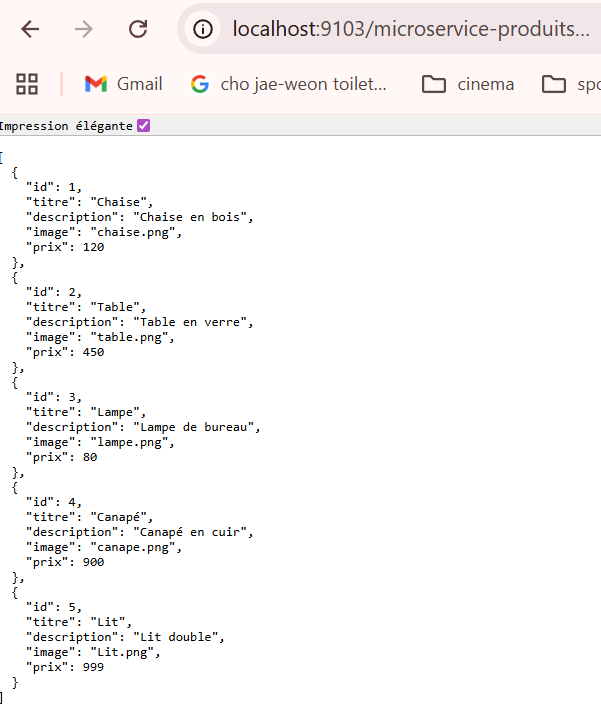 localhost:9103/microservice-produits...
Gmail cho jae-weon toilet... cinema spo
Impression élégante
[
  {
    "id": 1,
    "titre": "Chaise",
    "description": "Chaise en bois",
    "image": "chaise.png",
    "prix": 120
  },
  {
    "id": 2,
    "titre": "Table",
    "description": "Table en verre",
    "image": "table.png",
    "prix": 450
  },
  {
    "id": 3,
    "titre": "Lampe",
    "description": "Lampe de bureau",
    "image": "lampe.png",
    "prix": 80
  },
  {
    "id": 4,
    "titre": "Canapé",
    "description": "Canapé en cuir",
    "image": "canape.png",
    "prix": 900
  },
  {
    "id": 5,
    "titre": "Lit",
    "description": "Lit double",
    "image": "Lit.png",
    "prix": 999
  }
]